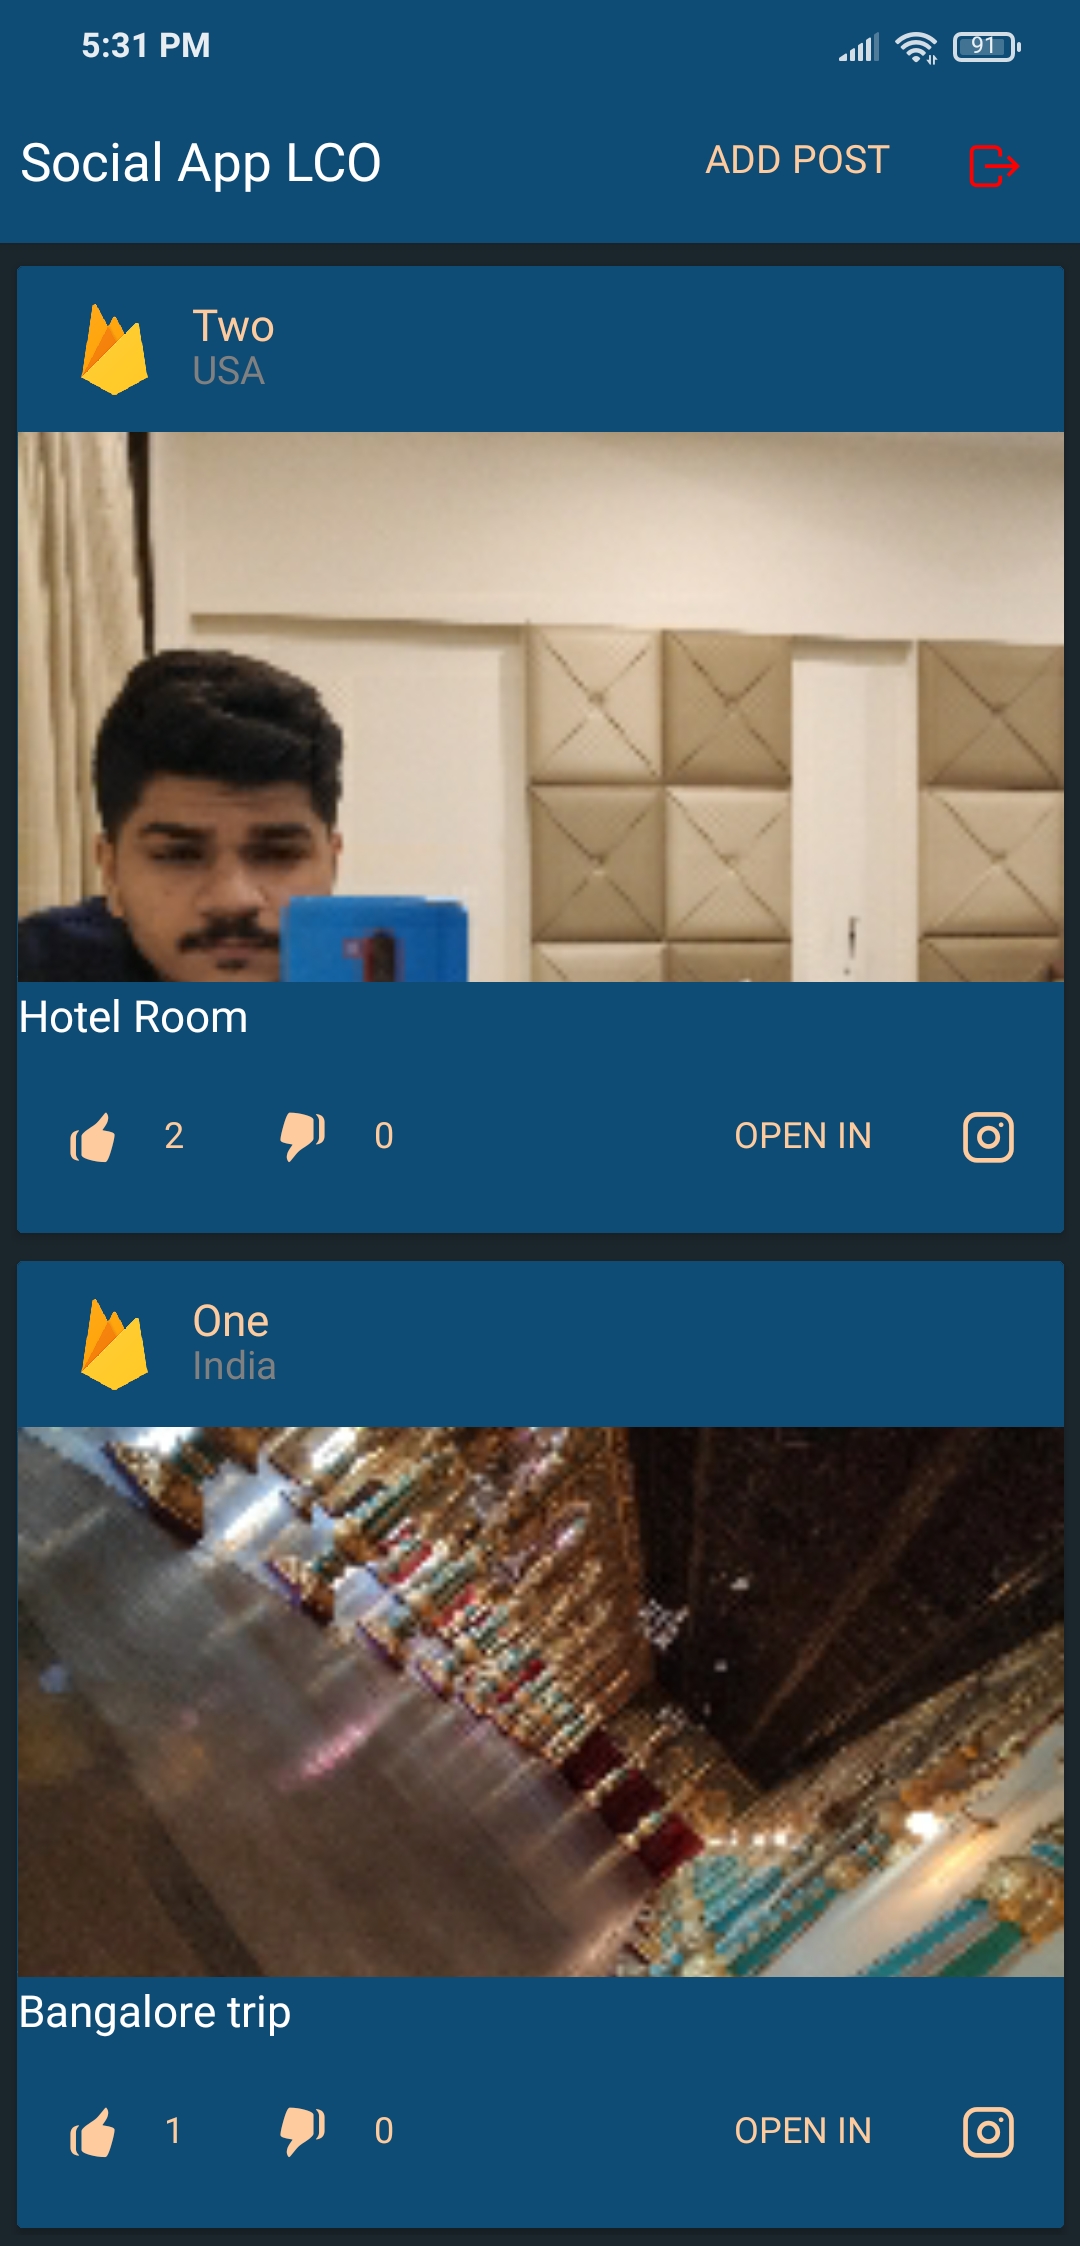 5:31 PM
91
Social App LCO
ADD POST
Two
USA
Hotel Room
2
0
OPEN IN
One
India
Bangalore trip
1
0
OPEN IN